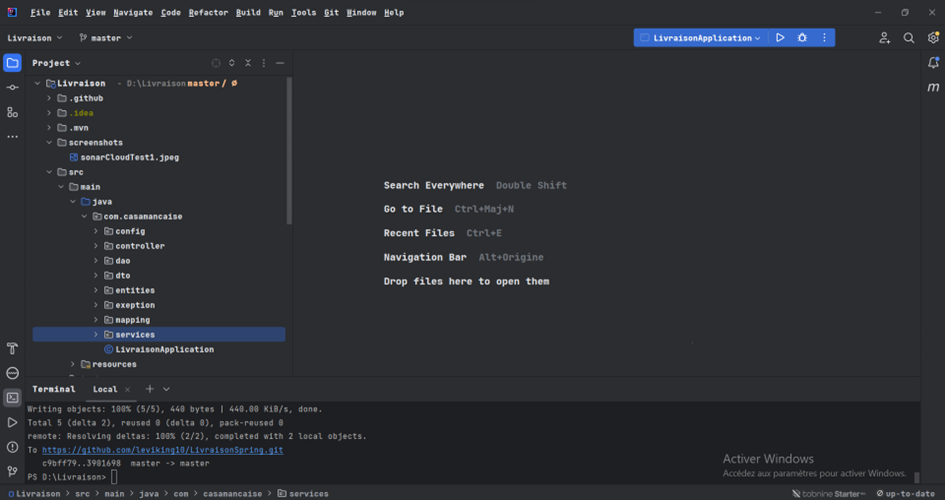 File Edit View Navigate Code Refactor Build Run Tools Git Window Help
Livraison master LivraisonApplication
Project
Livraison - D:\Livraison master / Ø
.github
.idea
.mvn
screenshots
sonarCloudTest1.jpeg
src
main
java
com.casamancaise
config
controller
dao
dto
entities
exeption
mapping
services
LivraisonApplication
resources
Search Everywhere Double Shift
Go to File Ctrl+Maj+N
Recent Files Ctrl+E
Navigation Bar Alt+Origine
Drop files here to open them
Terminal Local
Writing objects: 100% (5/5), 440 bytes | 440.00 KiB/s, done.
Total 5 (delta 2), reused 0 (delta 0), pack-reused 0
remote: Resolving deltas: 100% (2/2), completed with 2 local objects.
To https://github.com/leviking10/LivraisonSpring.git
c9bff79..3901698 master -> master
PS D:\Livraison>
Activer Windows
Accédez aux paramètres pour activer Windows.
Livraison > src > main > java > com > casamancaise > services tabnine Starter up-to-date